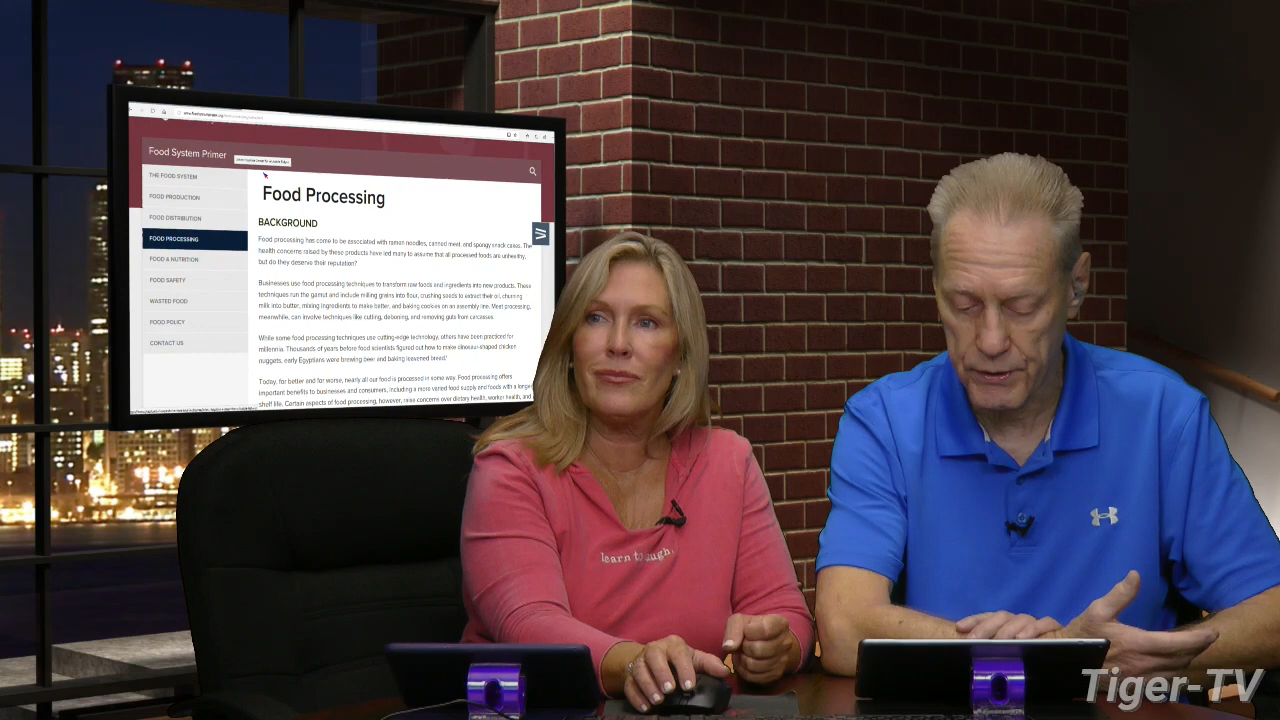 Food System Primer
THE FOOD SYSTEM
FOOD PRODUCTION
FOOD DISTRIBUTION
FOOD PROCESSING
FOOD & NUTRITION
FOOD SAFETY
WASTED FOOD
FOOD POLICY
CONTACT US
Food Processing
BACKGROUND
Food processing has come to be associated with ramen noodles, canned meat, and spongy snack cakes. The
health concerns raised by these products have led many to assume that all processed foods are unhealthy,
but do they deserve their reputation?
Businesses use food processing techniques to transform raw foods and ingredients into new products. These
techniques run the gamut and include milling grains into flour, crushing seeds to extract their oil, churning
milk into butter, mixing ingredients to make batter, and baking cookies on an assembly line. Meat processing,
meanwhile, can involve techniques like cutting, deboning, and removing guts from carcasses.
While some food processing techniques use cutting-edge technology, others have been practiced for
millennia. Thousands of years before food scientists figured out how to make dinosaur-shaped chicken
nuggets, early Egyptians were brewing beer and baking leavened bread.
Today, for better and for worse, nearly all our food is processed in some way. Food processing offers
important benefits to businesses and consumers, including a more varied food supply and foods with a longer
shelf life. Certain aspects of food processing, however, raise concerns over dietary health, worker health, and
learn to
Tiger-TV